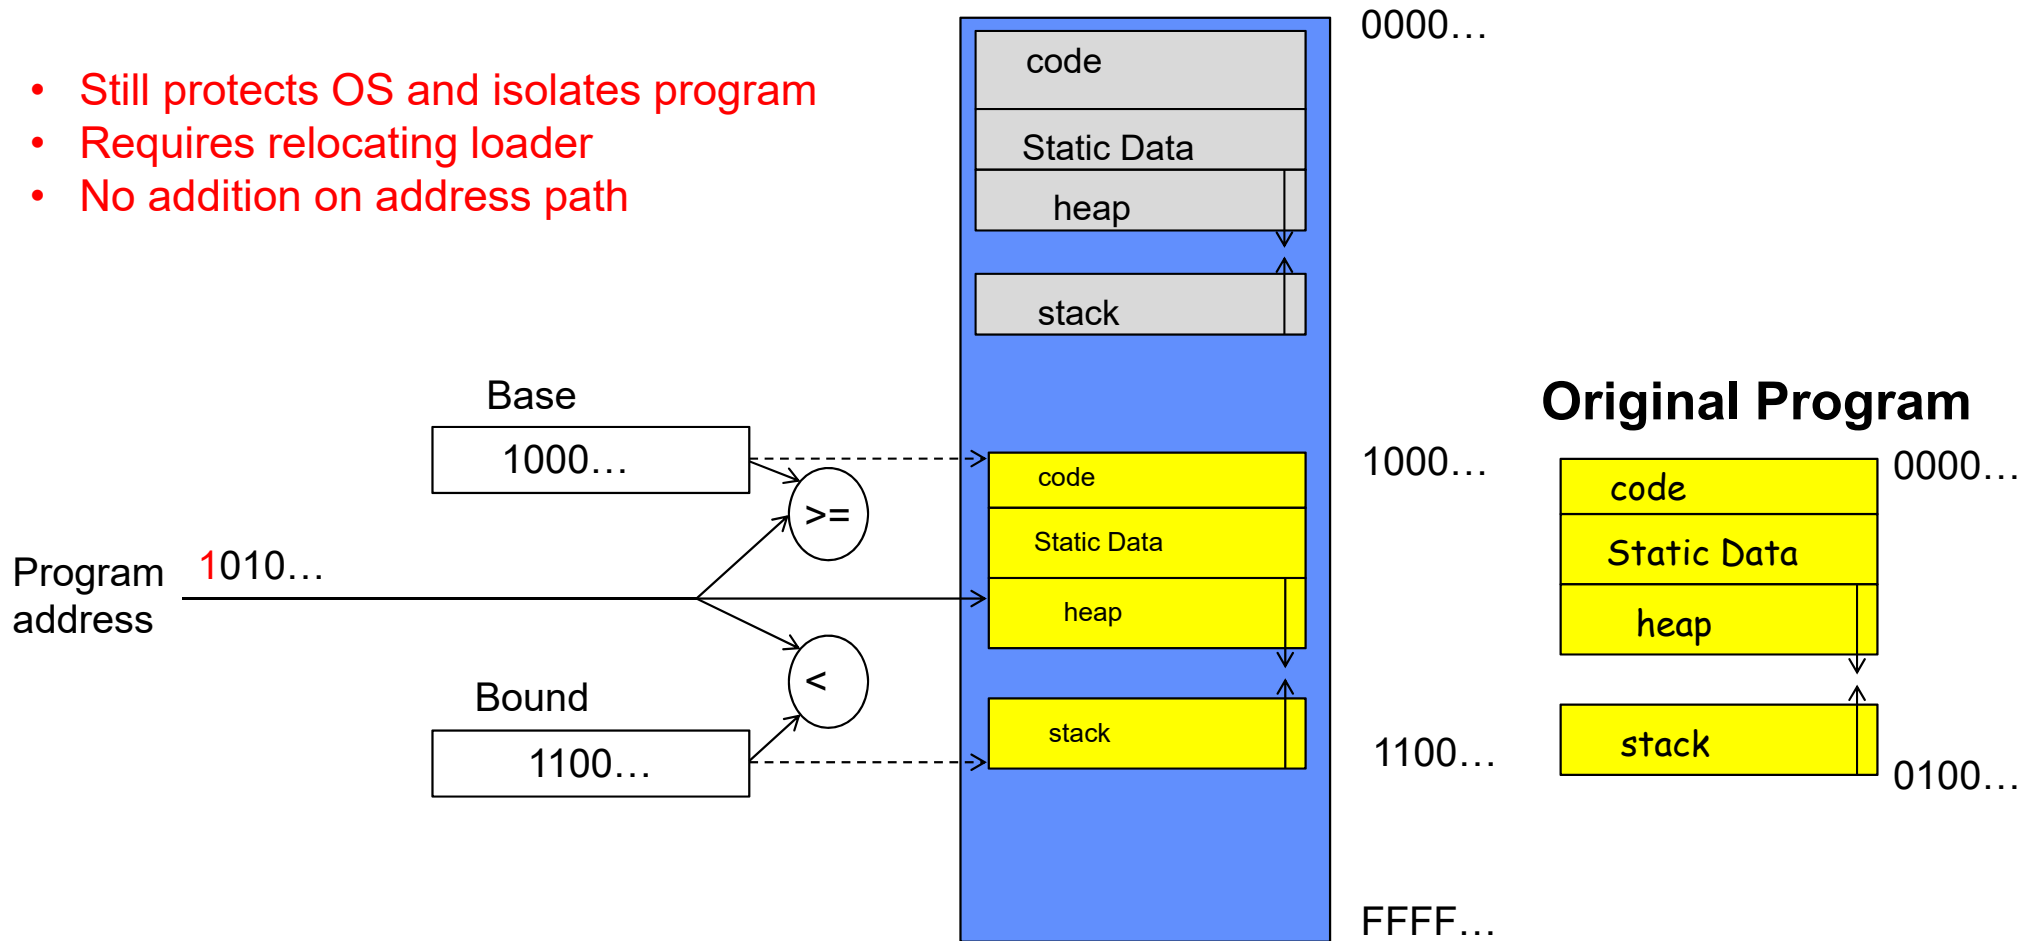 • Still protects OS and isolates program
• Requires relocating loader
• No addition on address path
0000…
code
Static Data
heap
stack
Base
1000…
>=
Program
address
1010…
<
Bound
1100…
code
Static Data
heap
stack
1000…
1100…
FFFF…
Original Program
0000…
code
Static Data
heap
stack
0100…